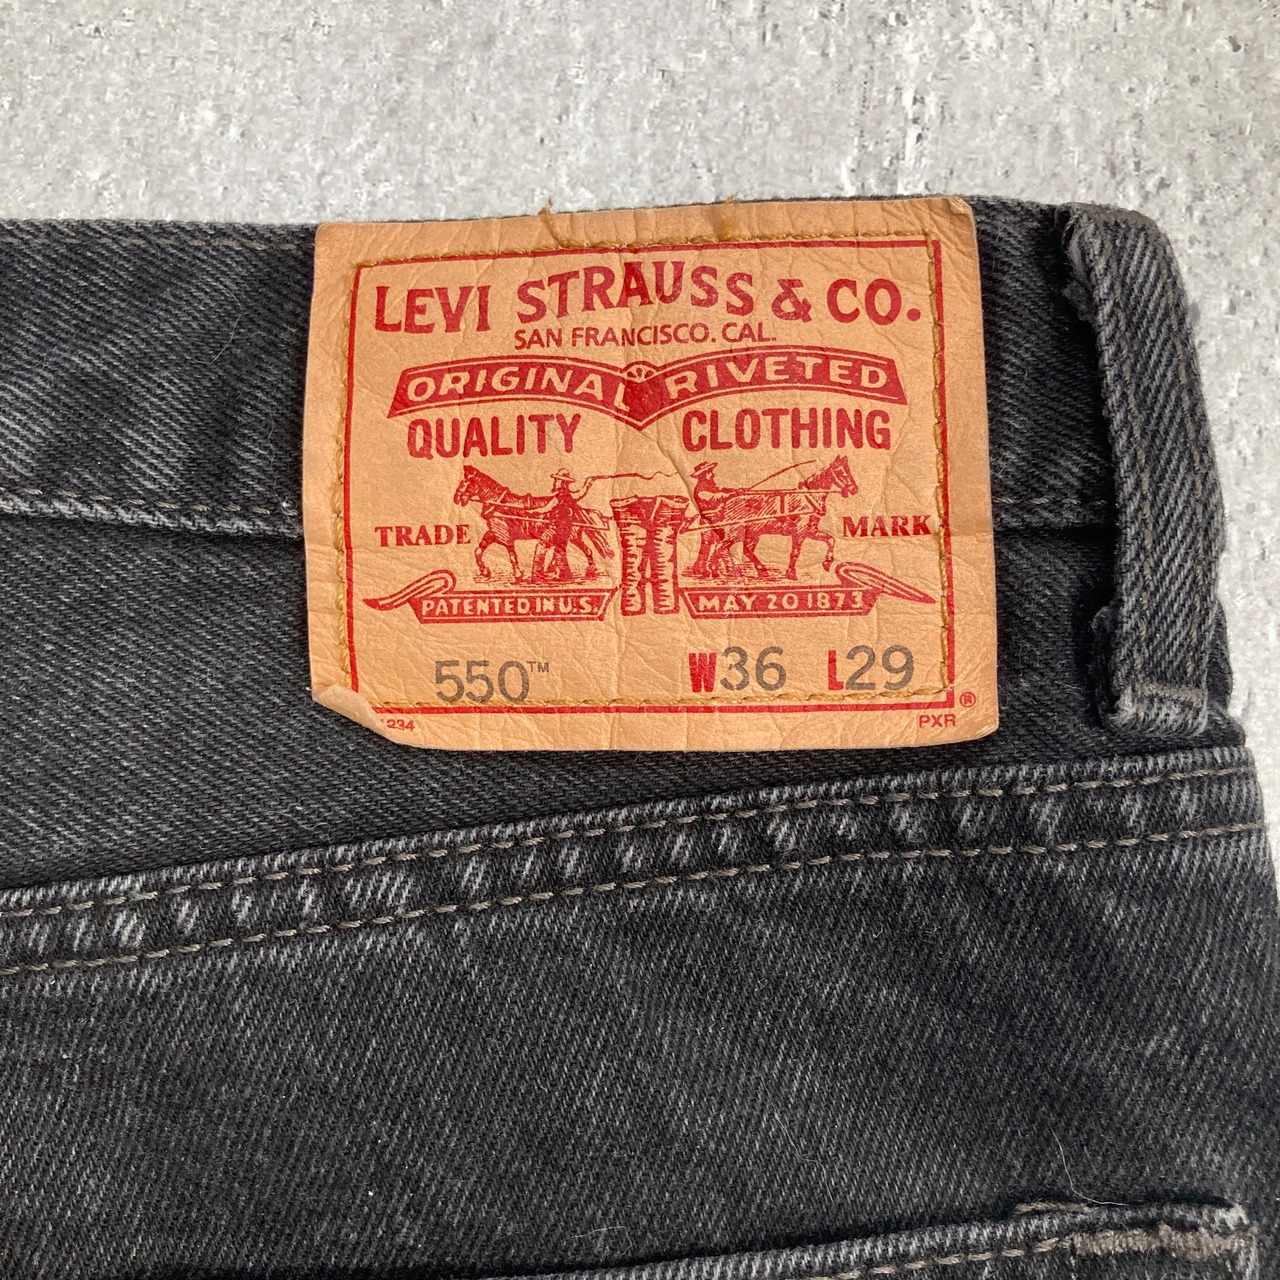 LEVI STRAUSS & CO.
SAN FRANCISCO. CAL.
ORIGINAL RIVETED
QUALITY CLOTHING
TRADE MARK
PATENTED IN U.S. MAY 20 1873
550™ W36 L29
®
PXR